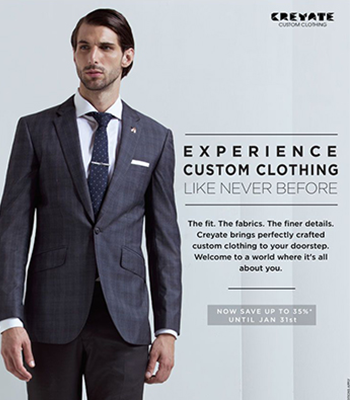 CREYATE
CUSTOM CLOTHING
EXPERIENCE
CUSTOM CLOTHING
LIKE NEVER BEFORE
The fit. The fabrics. The finer details.
Creyate brings perfectly crafted
custom clothing to your doorstep.
Welcome to a world where it's all
about you.
NOW SAVE UP TO 35%*
UNTIL JAN 31st